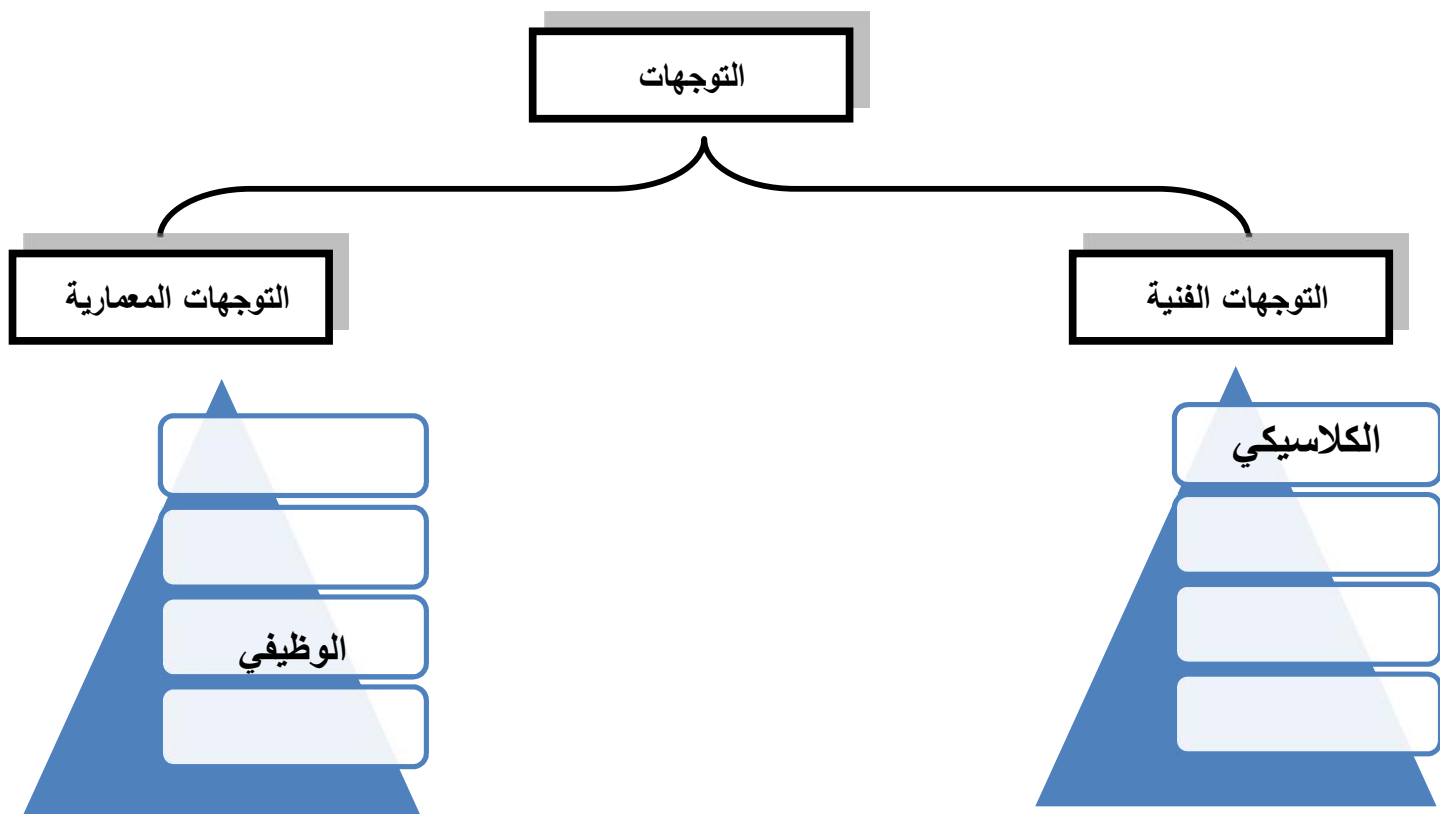 التوجهات
التوجهات الفنية
التوجهات المعمارية
الكلاسيكي
الوظيفي